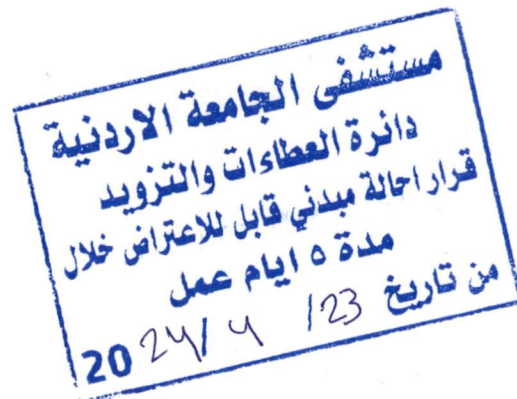 مستشفى الجامعة الاردنية
دائرة العطاءات والتزويد
قرار احالة مبدئي قابل للاعتراض خلال
مدة ٥ ايام عمل
من تاريخ 23/ 4 /2024